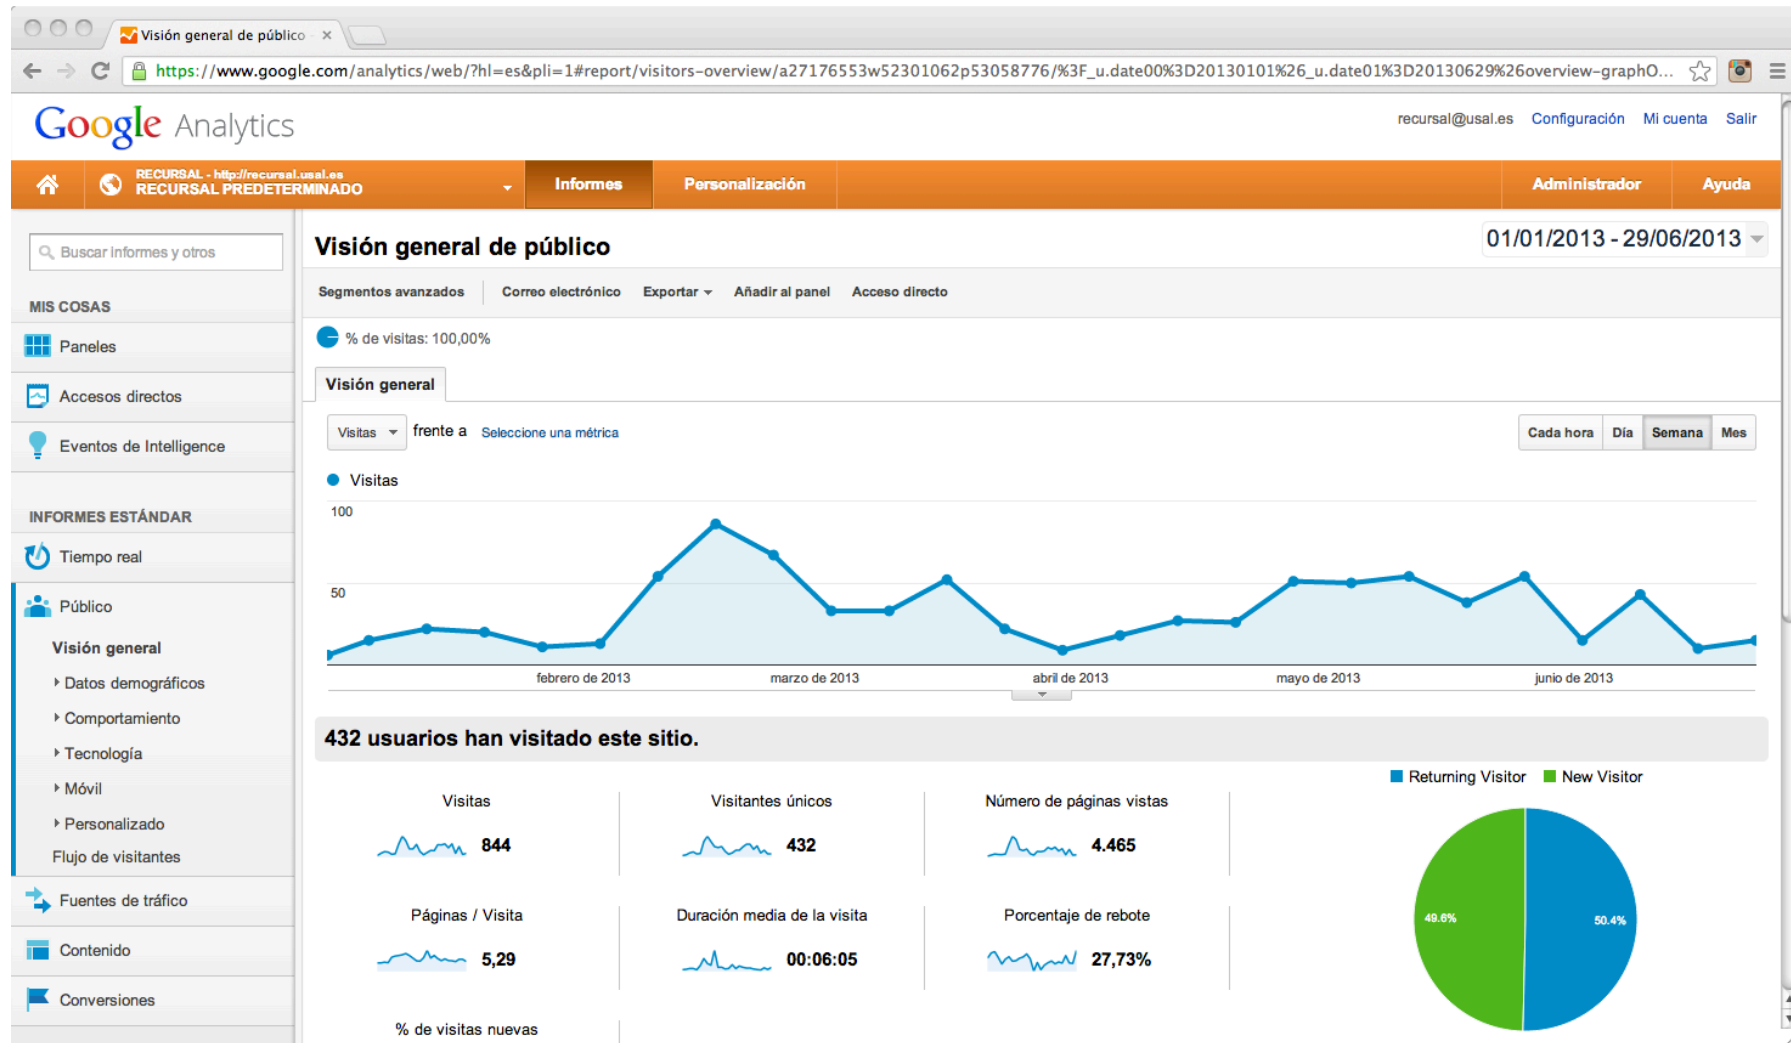 Visión general de público - ×
https://www.google.com/analytics/web/?hl=es&pli=1#report/visitors-overview/a27176553w52301062p53058776/%3F_u.date00%3D20130101%26_u.date01%3D20130629%26overview-graphO...
Google Analytics
recursal@usal.es Configuración Mi cuenta Salir
RECURSAL - http://recursal.usal.es
RECURSAL PREDETERMINADO
Informes Personalización Administrador Ayuda
Buscar informes y otros
MIS COSAS
Paneles
Accesos directos
Eventos de Intelligence
INFORMES ESTÁNDAR
Tiempo real
Público
Visión general
Datos demográficos
Comportamiento
Tecnología
Móvil
Personalizado
Flujo de visitantes
Fuentes de tráfico
Contenido
Conversiones
Visión general de público
01/01/2013 - 29/06/2013
Segmentos avanzados Correo electrónico Exportar Añadir al panel Acceso directo
% de visitas: 100,00%
Visión general
Visitas frente a Seleccione una métrica
Cada hora Día Semana Mes
Visitas
100
50
febrero de 2013 marzo de 2013 abril de 2013 mayo de 2013 junio de 2013
432 usuarios han visitado este sitio.
Returning Visitor New Visitor
Visitas
844
Visitantes únicos
432
Número de páginas vistas
4.465
Páginas / Visita
5,29
Duración media de la visita
00:06:05
Porcentaje de rebote
27,73%
% de visitas nuevas
49.6%
50.4%